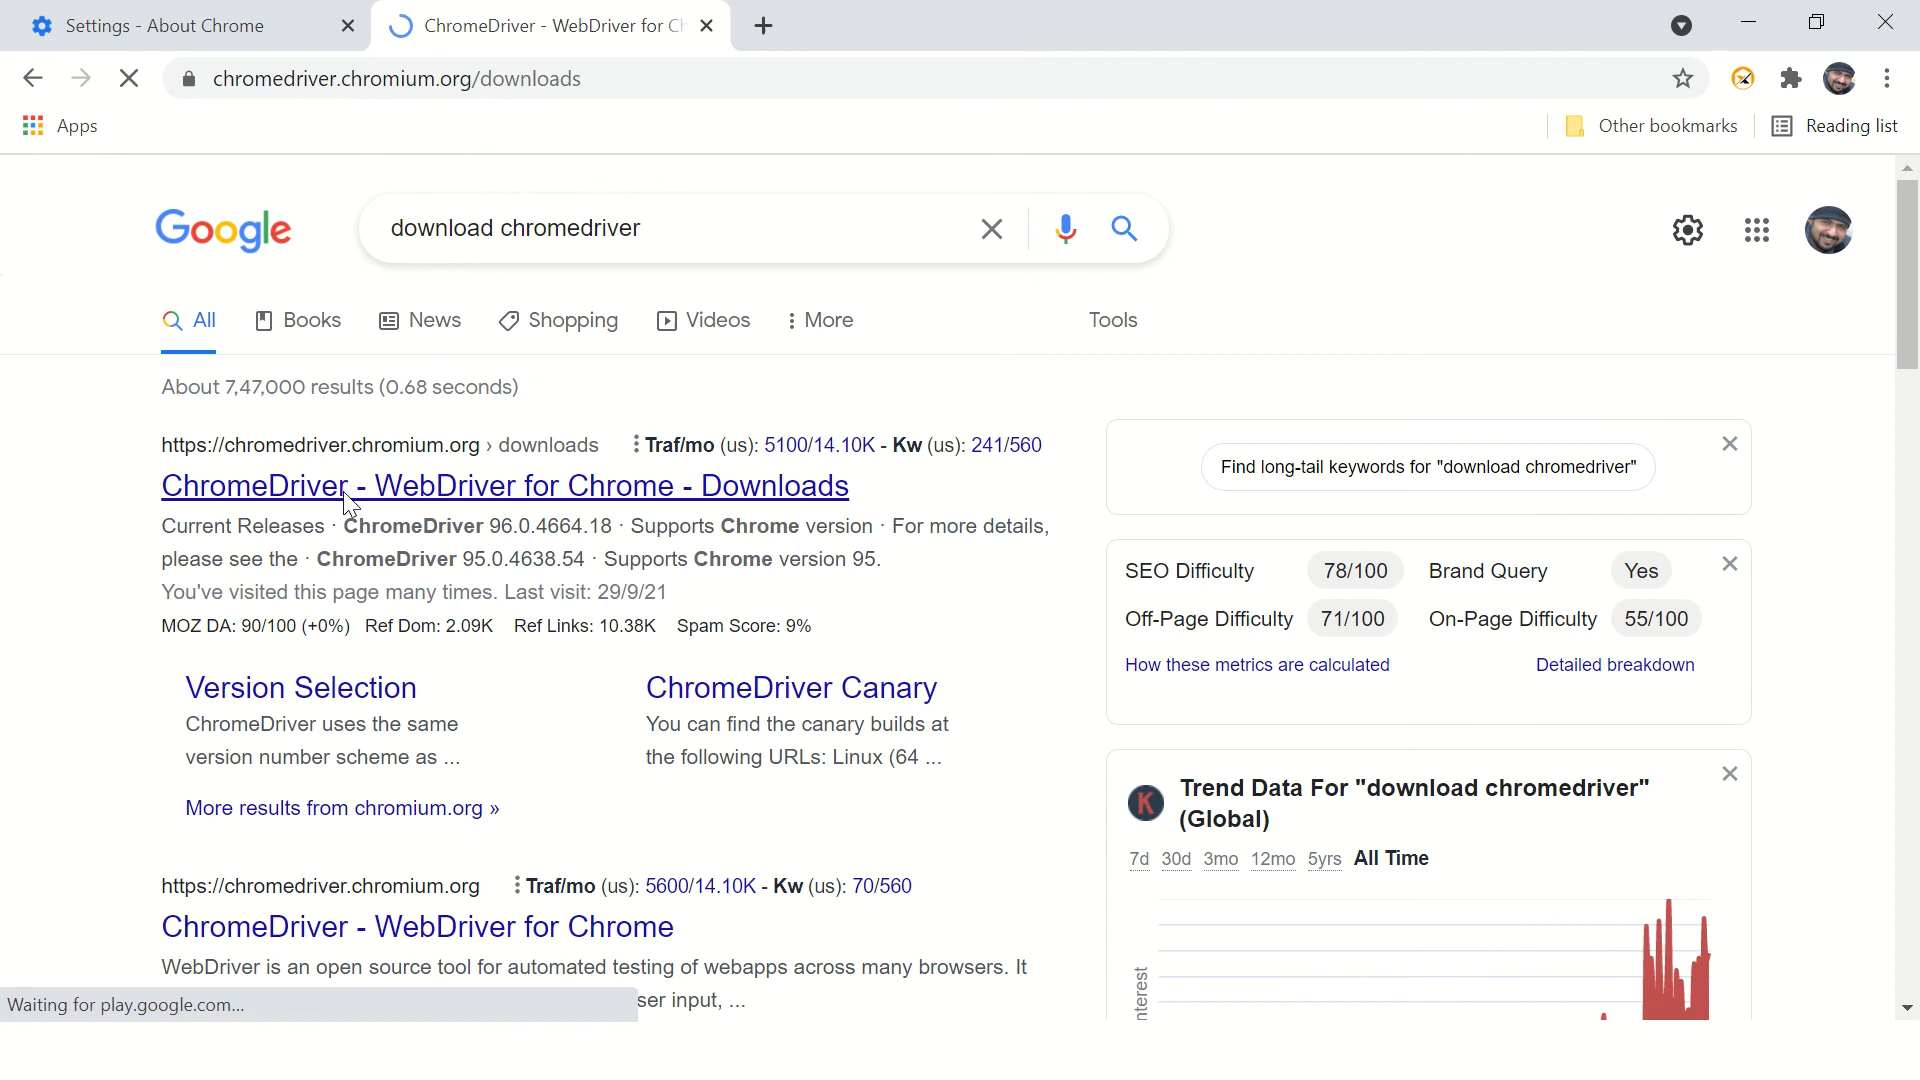 Settings - About Chrome
ChromeDriver - WebDriver for Ch
chromedriver.chromium.org/downloads
Apps
Other bookmarks
Reading list
Google
download chromedriver
All
Books
News
Shopping
Videos
More
Tools
About 7,47,000 results (0.68 seconds)
https://chromedriver.chromium.org › downloads
Traf/mo (us): 5100/14.10K - Kw (us): 241/560
ChromeDriver - WebDriver for Chrome - Downloads
Current Releases · ChromeDriver 96.0.4664.18 · Supports Chrome version · For more details,
please see the · ChromeDriver 95.0.4638.54 · Supports Chrome version 95.
You've visited this page many times. Last visit: 29/9/21
MOZ DA: 90/100 (+0%) Ref Dom: 2.09K Ref Links: 10.38K Spam Score: 9%
Version Selection
ChromeDriver uses the same
version number scheme as ...
ChromeDriver Canary
You can find the canary builds at
the following URLs: Linux (64 ...
More results from chromium.org »
https://chromedriver.chromium.org
Traf/mo (us): 5600/14.10K - Kw (us): 70/560
ChromeDriver - WebDriver for Chrome
WebDriver is an open source tool for automated testing of webapps across many browsers. It
ser input, ...
Waiting for play.google.com...
Find long-tail keywords for "download chromedriver"
SEO Difficulty 78/100 Brand Query Yes
Off-Page Difficulty 71/100 On-Page Difficulty 55/100
How these metrics are calculated
Detailed breakdown
K
Trend Data For "download chromedriver"
(Global)
7d 30d 3mo 12mo 5yrs All Time
nterest